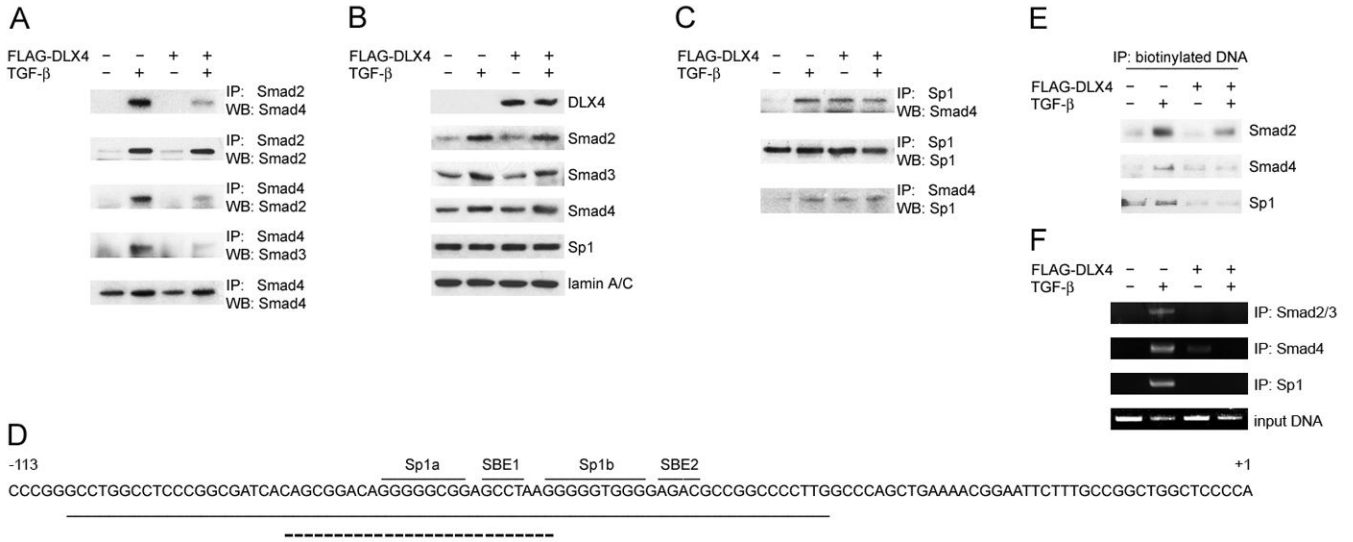 A
FLAG-DLX4 – – + +
TGF-β – + – +
IP: Smad2
WB: Smad4
IP: Smad2
WB: Smad2
IP: Smad4
WB: Smad2
IP: Smad4
WB: Smad3
IP: Smad4
WB: Smad4
B
FLAG-DLX4 – – + +
TGF-β – + – +
DLX4
Smad2
Smad3
Smad4
Sp1
lamin A/C
C
FLAG-DLX4 – – + +
TGF-β – + – +
IP: Sp1
WB: Smad4
IP: Sp1
WB: Sp1
IP: Smad4
WB: Sp1
E
IP: biotinylated DNA
FLAG-DLX4 – – + +
TGF-β – + – +
Smad2
Smad4
Sp1
F
FLAG-DLX4 – – + +
TGF-β – + – +
IP: Smad2/3
IP: Smad4
IP: Sp1
input DNA
D
-113 Sp1a SBE1 Sp1b SBE2 +1
CCCGGGCCTGGCCTCCCGGCGATCACAGCGGACAGGGGGCGGAGCCTAAGGGGGTGGGGAGACGCCGGCCCCTTGGCCCAGCTGAAAACGGAATTCTTTGCCGGCTGGCTCCCCA